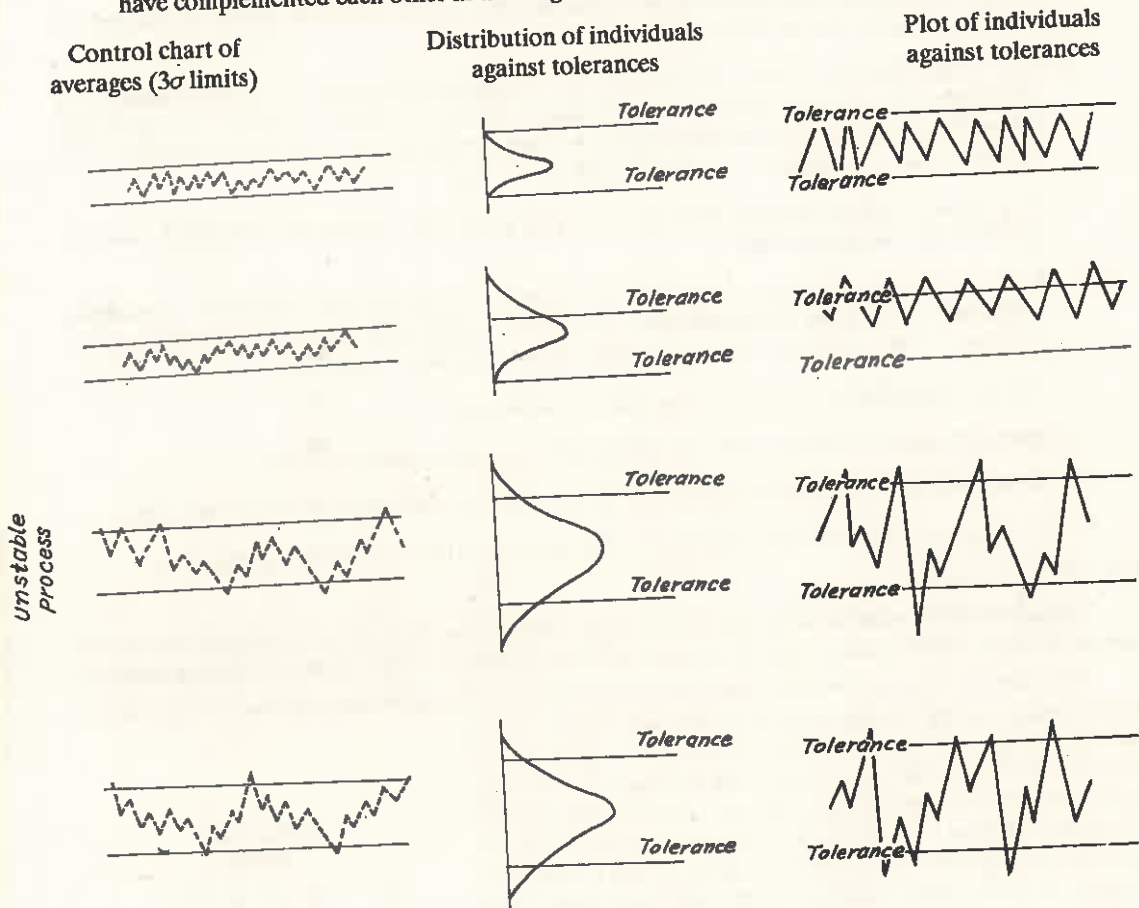 have complemented each other in
Control chart of
averages (3σ limits)
Distribution of individuals
against tolerances
Plot of individuals
against tolerances
Tolerance
Tolerance
Tolerance
Tolerance
Tolerance
Tolerance
Tolerance
Tolerance
unstable
process
Tolerance
Tolerance
Tolerance
Tolerance
Tolerance
Tolerance
Tolerance
Tolerance